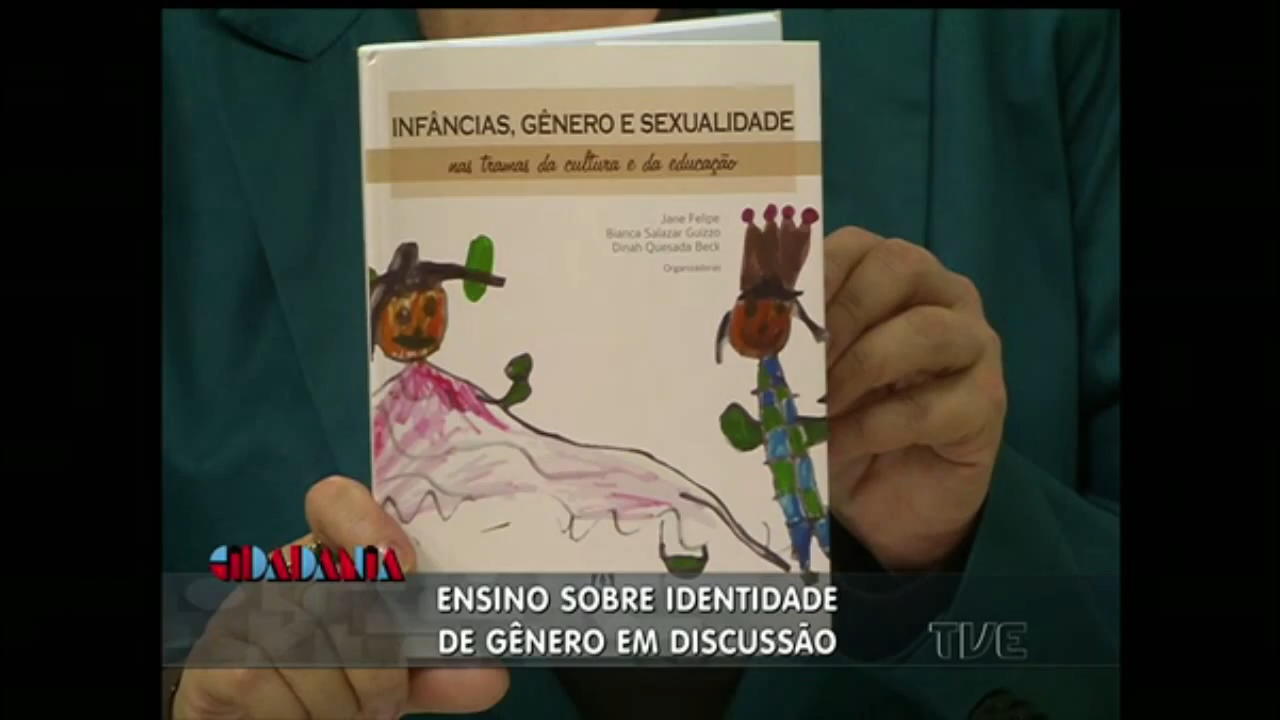 INFÂNCIAS, GÊNERO E SEXUALIDADE
nas tramas da cultura e da educação
Jane Felipe
Bianca Salazar Guizzo
Dinah Quesada Beck
Organizadoras
CIDADANIA
ENSINO SOBRE IDENTIDADE
DE GÊNERO EM DISCUSSÃO
TVE